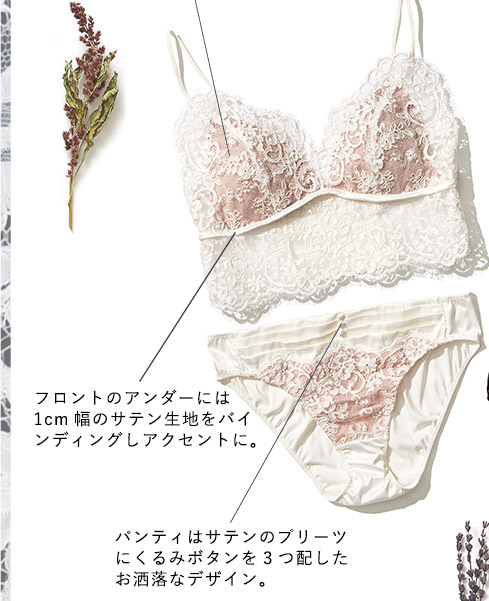 フロントのアンダーには
1cm 幅のサテン生地をバイ
ンディングしアクセントに。
パンティはサテンのプリーツ
にくるみボタンを 3 つ配した
お洒落なデザイン。